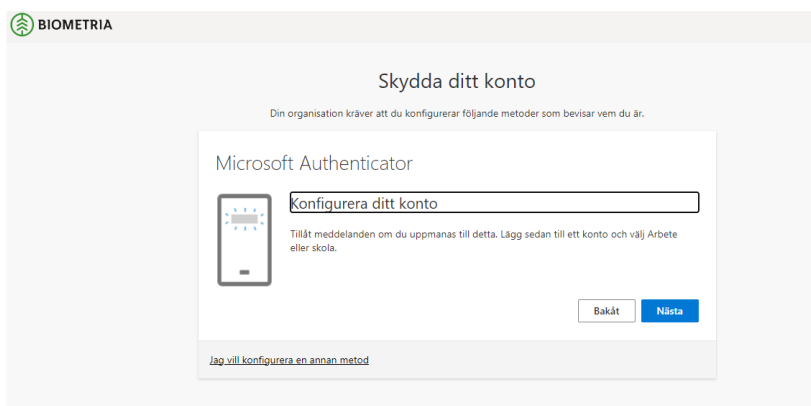 BIOMETRIA
Skydda ditt konto
Din organisation kräver att du konfigurerar följande metoder som bevisar vem du är.
Microsoft Authenticator
Konfigurera ditt konto
Tillåt meddelanden om du uppmanas till detta. Lägg sedan till ett konto och välj Arbete
eller skola.
Bakåt Nästa
Jag vill konfigurera en annan metod